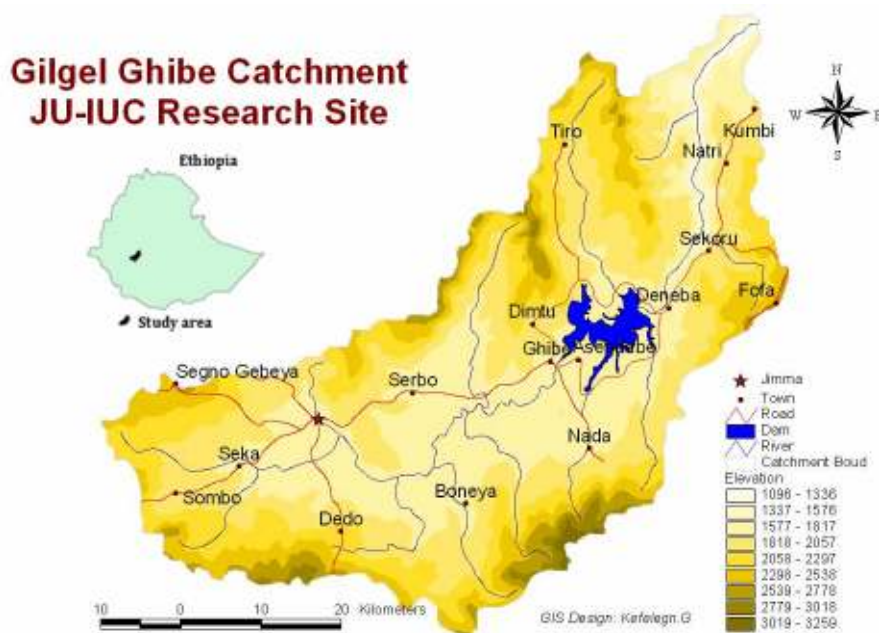 Gilgel Ghibe Catchment
JU-IUC Research Site
Ethiopia
Study area
N
W
E
S
Kumbi
Tiro
Natri
Sekoru
Deneba
Fofa
Dimtu
Ghibe
Segno Gebeya
Serbo
Nada
Seka
Sombo
Boneya
Dedo
Jimma
Town
Road
Dam
River
Catchment Boud
Elevation
1096 - 1336
1337 - 1576
1577 - 1817
1818 - 2057
2058 - 2297
2298 - 2538
2539 - 2778
2779 - 3018
3019 - 3259
10 0 10 20 Kilometers
GIS Design: Kefelegn.G